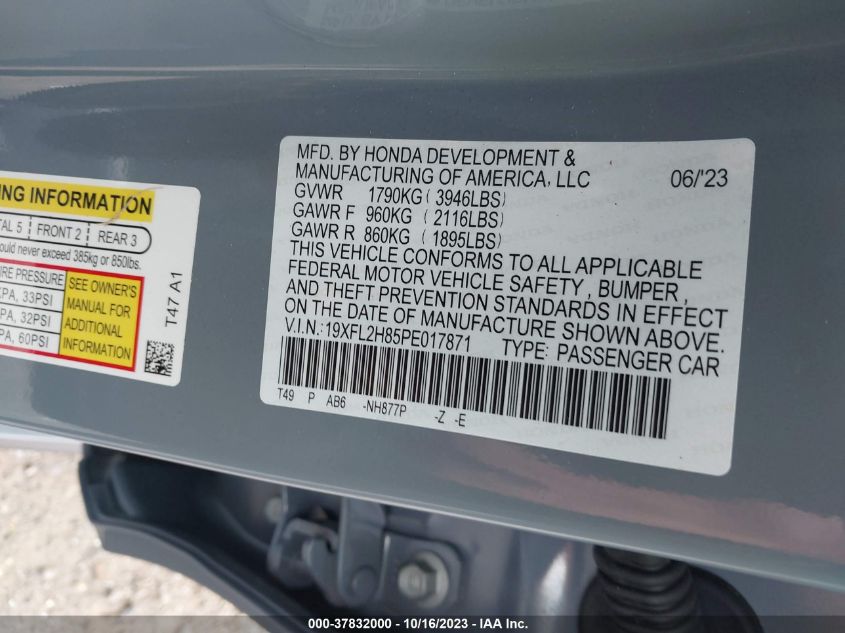 MFD. BY HONDA DEVELOPMENT &
MANUFACTURING OF AMERICA, LLC 06/'23
GVWR 1790KG (3946LBS)
GAWR F 960KG (2116LBS)
GAWR R 860KG (1895LBS)
THIS VEHICLE CONFORMS TO ALL APPLICABLE
FEDERAL MOTOR VEHICLE SAFETY, BUMPER,
AND THEFT PREVENTION STANDARDS IN EFFECT
ON THE DATE OF MANUFACTURE SHOWN ABOVE.
V.I.N.:19XFL2H85PE017871 TYPE: PASSENGER CAR
T49 P AB6 -NH877P -Z -E
NG INFORMATION
TAL 5 FRONT 2 REAR 3
ould never exceed 385kg or 850lbs.
IRE PRESSURE
KPA, 33PSI
KPA, 32PSI
PA, 60PSI
SEE OWNER'S
MANUAL FOR
ADDITIONAL
INFORMATION
T47 A1
000-37832000 - 10/16/2023 - IAA Inc.